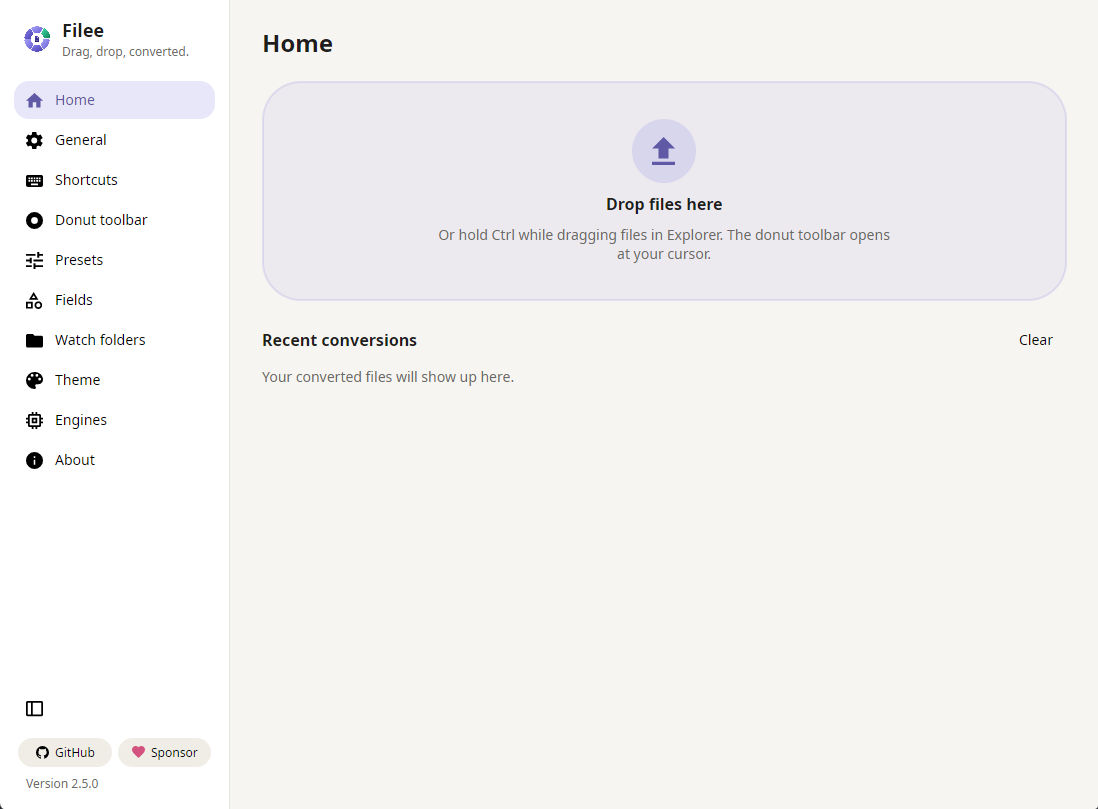 Filee
Drag, drop, converted.
Home
General
Shortcuts
Donut toolbar
Presets
Fields
Watch folders
Theme
Engines
About
GitHub
Sponsor
Version 2.5.0
Home
Drop files here
Or hold Ctrl while dragging files in Explorer. The donut toolbar opens
at your cursor.
Recent conversions
Clear
Your converted files will show up here.